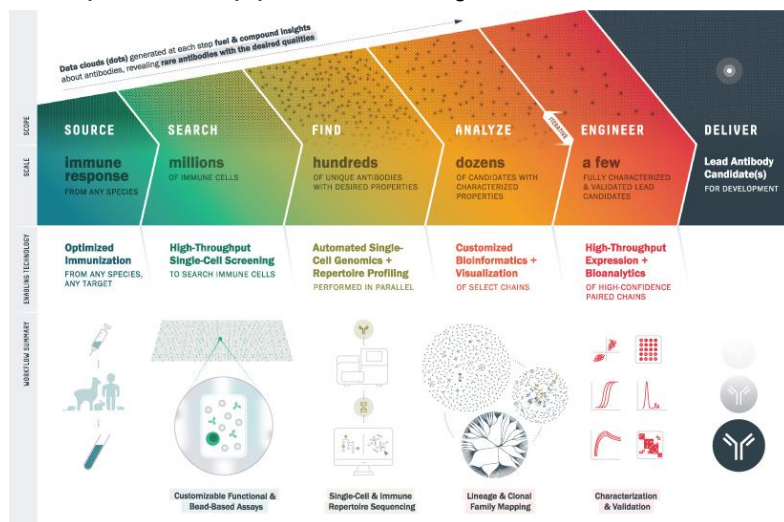 Data clouds (dots) generated at each step fuel & compound insights
about antibodies, revealing rare antibodies with the desired qualities
SCOPE
SOURCE
SEARCH
FIND
ANALYZE
ITERATIVE
ENGINEER
DELIVER
SCALE
immune
response
FROM ANY SPECIES
millions
OF IMMUNE CELLS
hundreds
OF UNIQUE ANTIBODIES
WITH DESIRED PROPERTIES
dozens
OF CANDIDATES WITH
CHARACTERIZED
PROPERTIES
a few
FULLY CHARACTERIZED
& VALIDATED LEAD
CANDIDATES
Lead Antibody
Candidate(s)
FOR DEVELOPMENT
ENABLING TECHNOLOGY
Optimized
Immunization
FROM ANY SPECIES,
ANY TARGET
High-Throughput
Single-Cell Screening
TO SEARCH IMMUNE CELLS
Automated Single-
Cell Genomics +
Repertoire Profiling
PERFORMED IN PARALLEL
Customized
Bioinformatics +
Visualization
OF SELECT CHAINS
High-Throughput
Expression +
Bioanalytics
OF HIGH-CONFIDENCE
PAIRED CHAINS
WORKFLOW SUMMARY
Customizable Functional &
Bead-Based Assays
Single-Cell & Immune
Repertoire Sequencing
Lineage & Clonal
Family Mapping
Characterization
& Validation